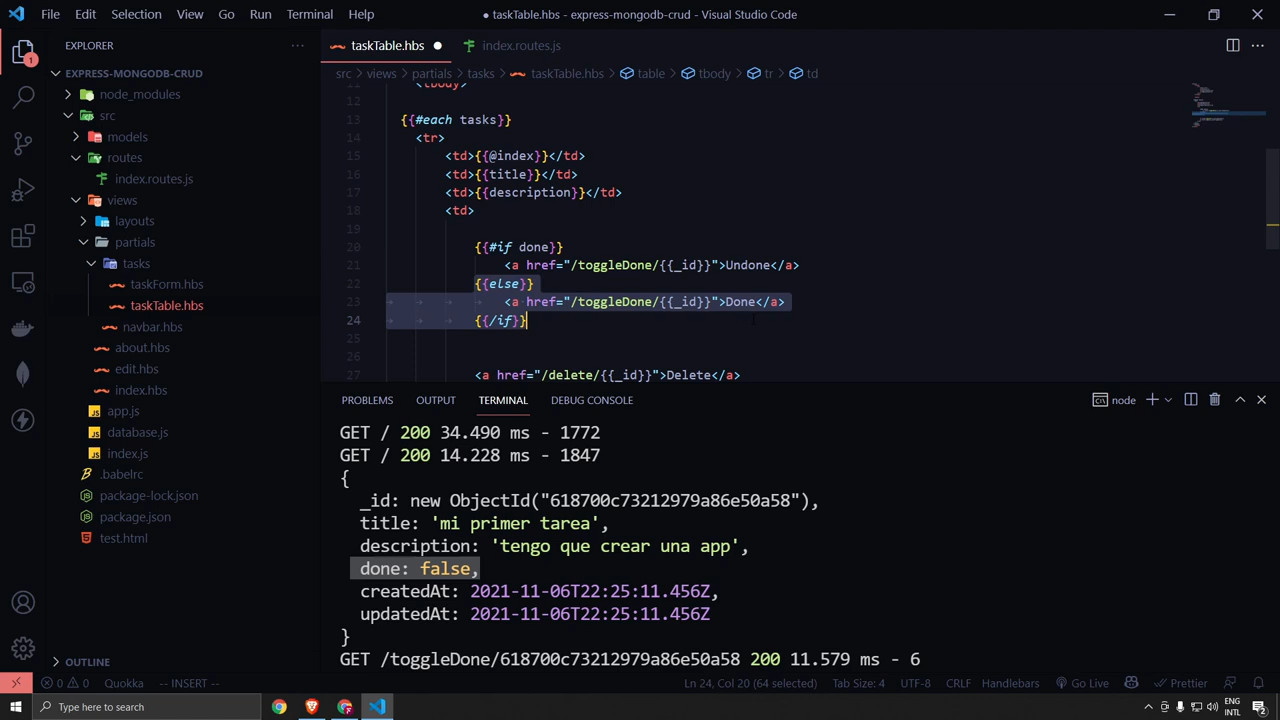 File Edit Selection View Go Run Terminal Help
● taskTable.hbs - express-mongodb-crud - Visual Studio Code
EXPLORER
EXPRESS-MONGODB-CRUD
node_modules
src
models
routes
index.routes.js
views
layouts
partials
tasks
taskForm.hbs
taskTable.hbs
navbar.hbs
about.hbs
edit.hbs
index.hbs
app.js
database.js
index.js
.babelrc
package-lock.json
package.json
test.html
OUTLINE
1
taskTable.hbs ● index.routes.js
src > views > partials > tasks > taskTable.hbs > table > tbody > tr > td
11 <tbody>
12
13 {{#each tasks}}
14 <tr>
15 <td>{{@index}}</td>
16 <td>{{title}}</td>
17 <td>{{description}}</td>
18 <td>
19
20 {{#if done}}
21 <a href="/toggleDone/{{_id}}">Undone</a>
22 {{else}}
23 <a href="/toggleDone/{{_id}}">Done</a>
24 {{/if}}
25
26
27 <a href="/delete/{{_id}}">Delete</a>
PROBLEMS OUTPUT TERMINAL DEBUG CONSOLE
node
GET / 200 34.490 ms - 1772
GET / 200 14.228 ms - 1847
{
_id: new ObjectId("618700c73212979a86e50a58"),
title: 'mi primer tarea',
description: 'tengo que crear una app',
done: false,
createdAt: 2021-11-06T22:25:11.456Z,
updatedAt: 2021-11-06T22:25:11.456Z
}
GET /toggleDone/618700c73212979a86e50a58 200 11.579 ms - 6
0 0 Quokka -- INSERT -- Ln 24, Col 20 (64 selected) Tab Size: 4 UTF-8 CRLF Handlebars Go Live Prettier
Type here to search
ENG
INTL
2